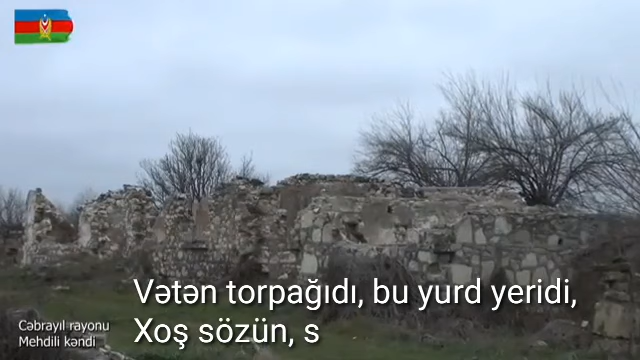 Cəbrayıl rayonu
Mehdili kəndi
Vətən torpağıdı, bu yurd yeridi,
Xoş sözün, s